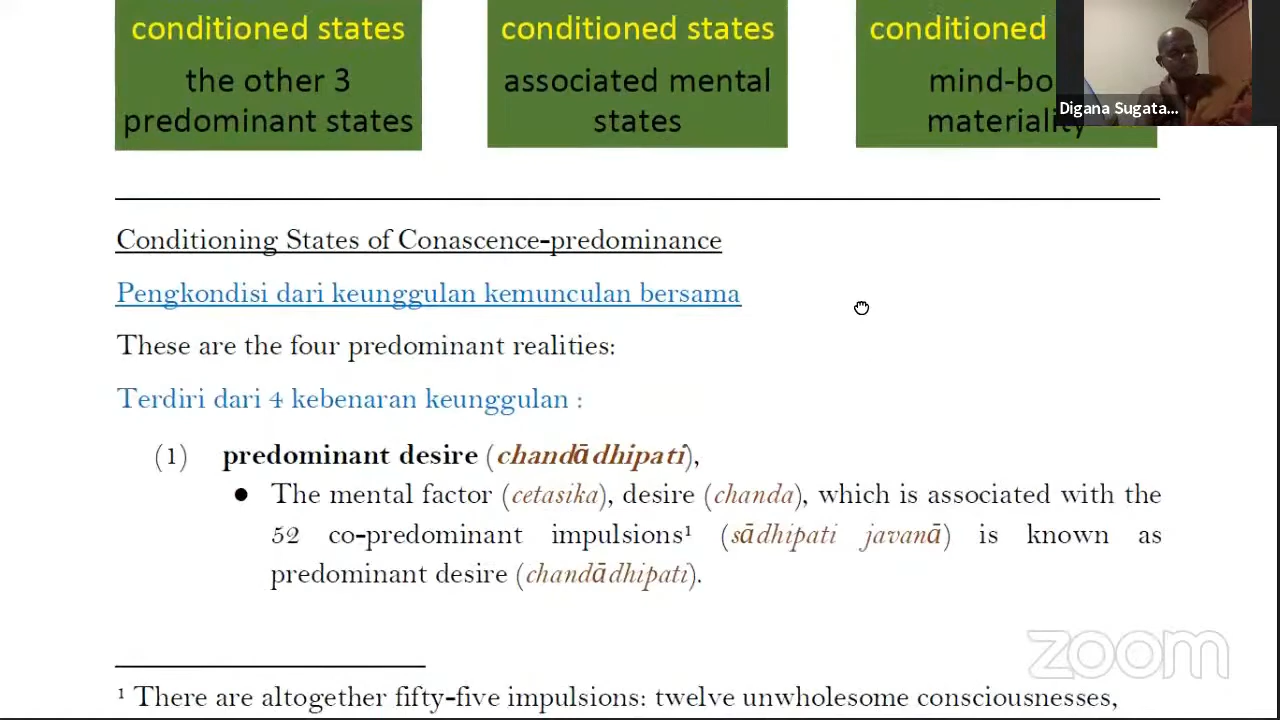 conditioned states
the other 3
predominant states
conditioned states
associated mental
states
conditioned
mind-bo
materiality
Digana Sugata...
Conditioning States of Conascence-predominance
Pengkondisi dari keunggulan kemunculan bersama
These are the four predominant realities:
Terdiri dari 4 kebenaran keunggulan :
(1) predominant desire (chandādhipati),
● The mental factor (cetasika), desire (chanda), which is associated with the
52 co-predominant impulsions¹ (sādhipati javanā) is known as
predominant desire (chandādhipati).
zoom
¹ There are altogether fifty-five impulsions: twelve unwholesome consciousnesses,